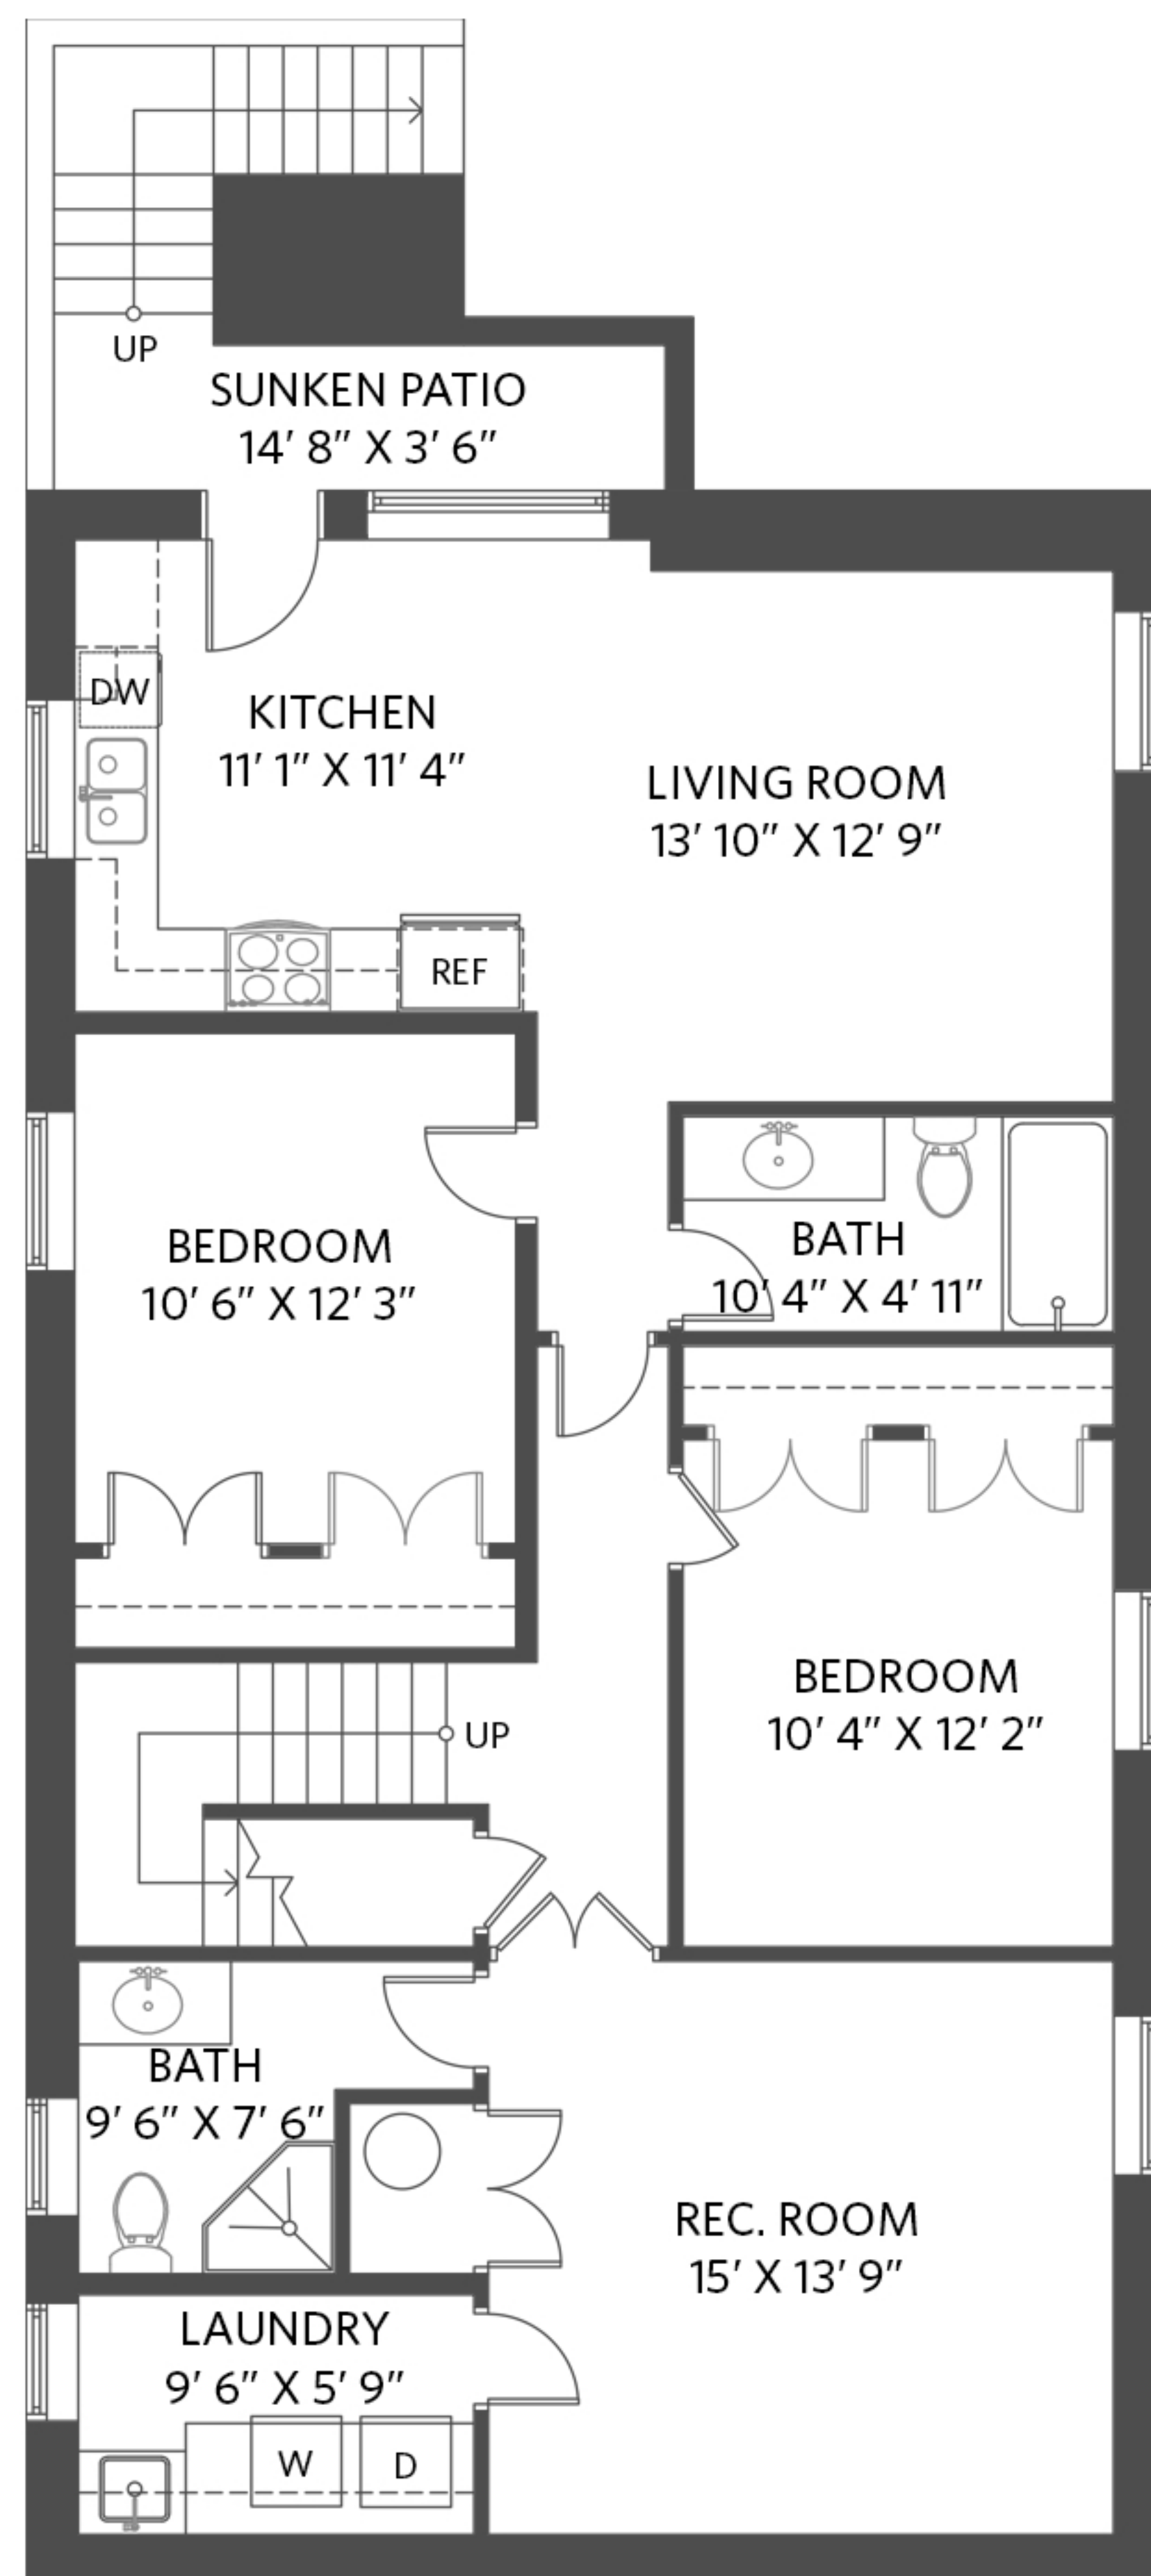 UP
SUNKEN PATIO
14' 8" X 3' 6"
DW
KITCHEN
11' 1" X 11' 4"
LIVING ROOM
13' 10" X 12' 9"
REF
BEDROOM
10' 6" X 12' 3"
BATH
10' 4" X 4' 11"
BEDROOM
10' 4" X 12' 2"
UP
BATH
9' 6" X 7' 6"
REC. ROOM
15' X 13' 9"
LAUNDRY
9' 6" X 5' 9"
W
D